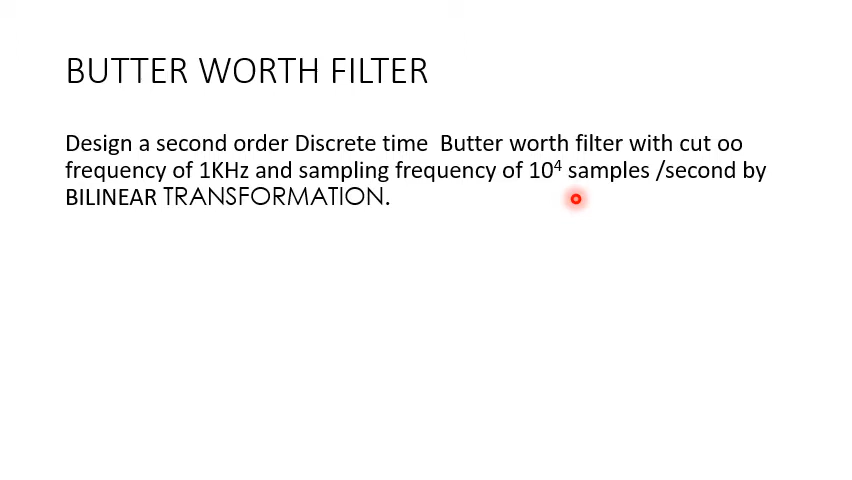 BUTTER WORTH FILTER
Design a second order Discrete time  Butter worth filter with cut oo
frequency of 1KHz and sampling frequency of 10⁴ samples /second by
BILINEAR TRANSFORMATION.